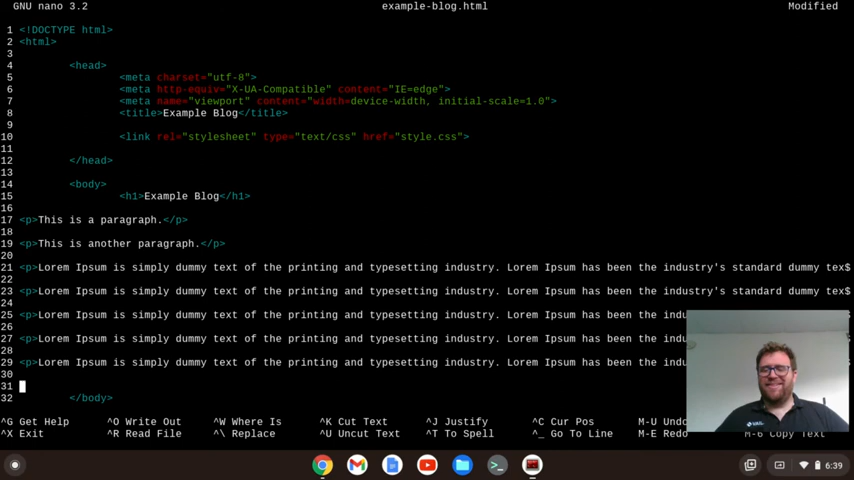 GNU nano 3.2 example-blog.html Modified
1 <!DOCTYPE html>
2 <html>
3
4 <head>
5 <meta charset="utf-8">
6 <meta http-equiv="X-UA-Compatible" content="IE=edge">
7 <meta name="viewport" content="width=device-width, initial-scale=1.0">
8 <title>Example Blog</title>
9
10 <link rel="stylesheet" type="text/css" href="style.css">
11
12 </head>
13
14 <body>
15 <h1>Example Blog</h1>
16
17 <p>This is a paragraph.</p>
18
19 <p>This is another paragraph.</p>
20
21 <p>Lorem Ipsum is simply dummy text of the printing and typesetting industry. Lorem Ipsum has been the industry's standard dummy tex$
22
23 <p>Lorem Ipsum is simply dummy text of the printing and typesetting industry. Lorem Ipsum has been the industry's standard dummy tex$
24
25 <p>Lorem Ipsum is simply dummy text of the printing and typesetting industry. Lorem Ipsum has been the
26
27 <p>Lorem Ipsum is simply dummy text of the printing and typesetting industry. Lorem Ipsum has been the
28
29 <p>Lorem Ipsum is simply dummy text of the printing and typesetting industry. Lorem Ipsum has been the
30
31
32 </body>
^G Get Help ^O Write Out ^W Where Is ^K Cut Text ^J Justify ^C Cur Pos M-U Undo
^X Exit ^R Read File ^\ Replace ^U Uncut Text ^T To Spell ^_ Go To Line M-E Redo M-6 Copy Text
6:39